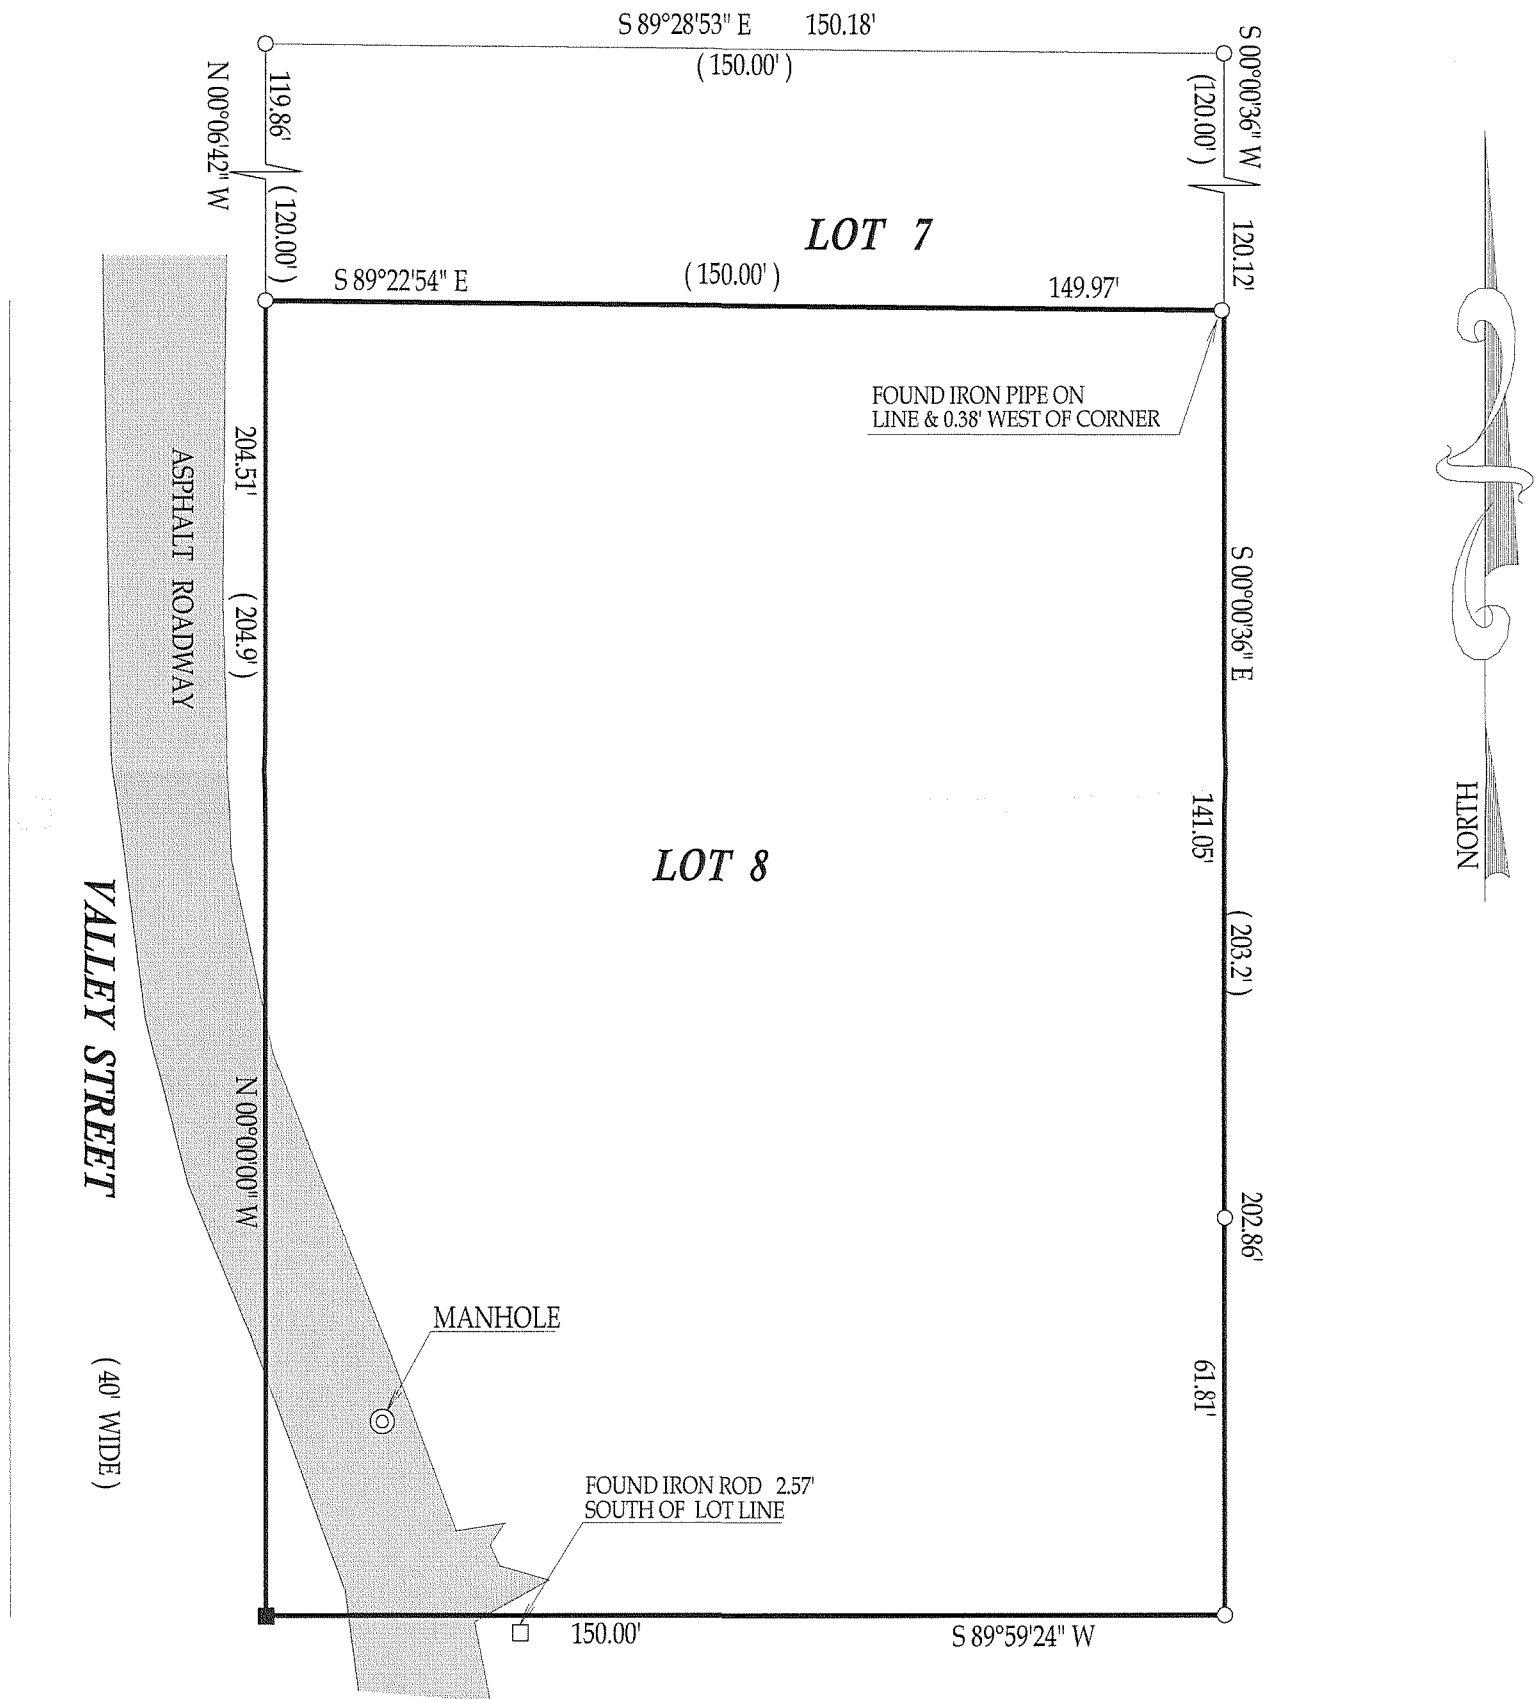 S 89°28'53" E 150.18'
( 150.00' )
S 00°00'36" W
(120.00' )
120.12'
119.86'
N 00°06'42" W
( 120.00' )
LOT 7
S 89°22'54" E
( 150.00' )
149.97'
FOUND IRON PIPE ON
LINE & 0.38' WEST OF CORNER
NORTH
204.51'
( 204.9' )
ASPHALT ROADWAY
S 00°00'36" E
141.05'
( 203.2' )
LOT 8
VALLEY STREET
( 40' WIDE )
N 00°00'00" W
202.86'
61.81'
MANHOLE
FOUND IRON ROD 2.57'
SOUTH OF LOT LINE
150.00'
S 89°59'24" W